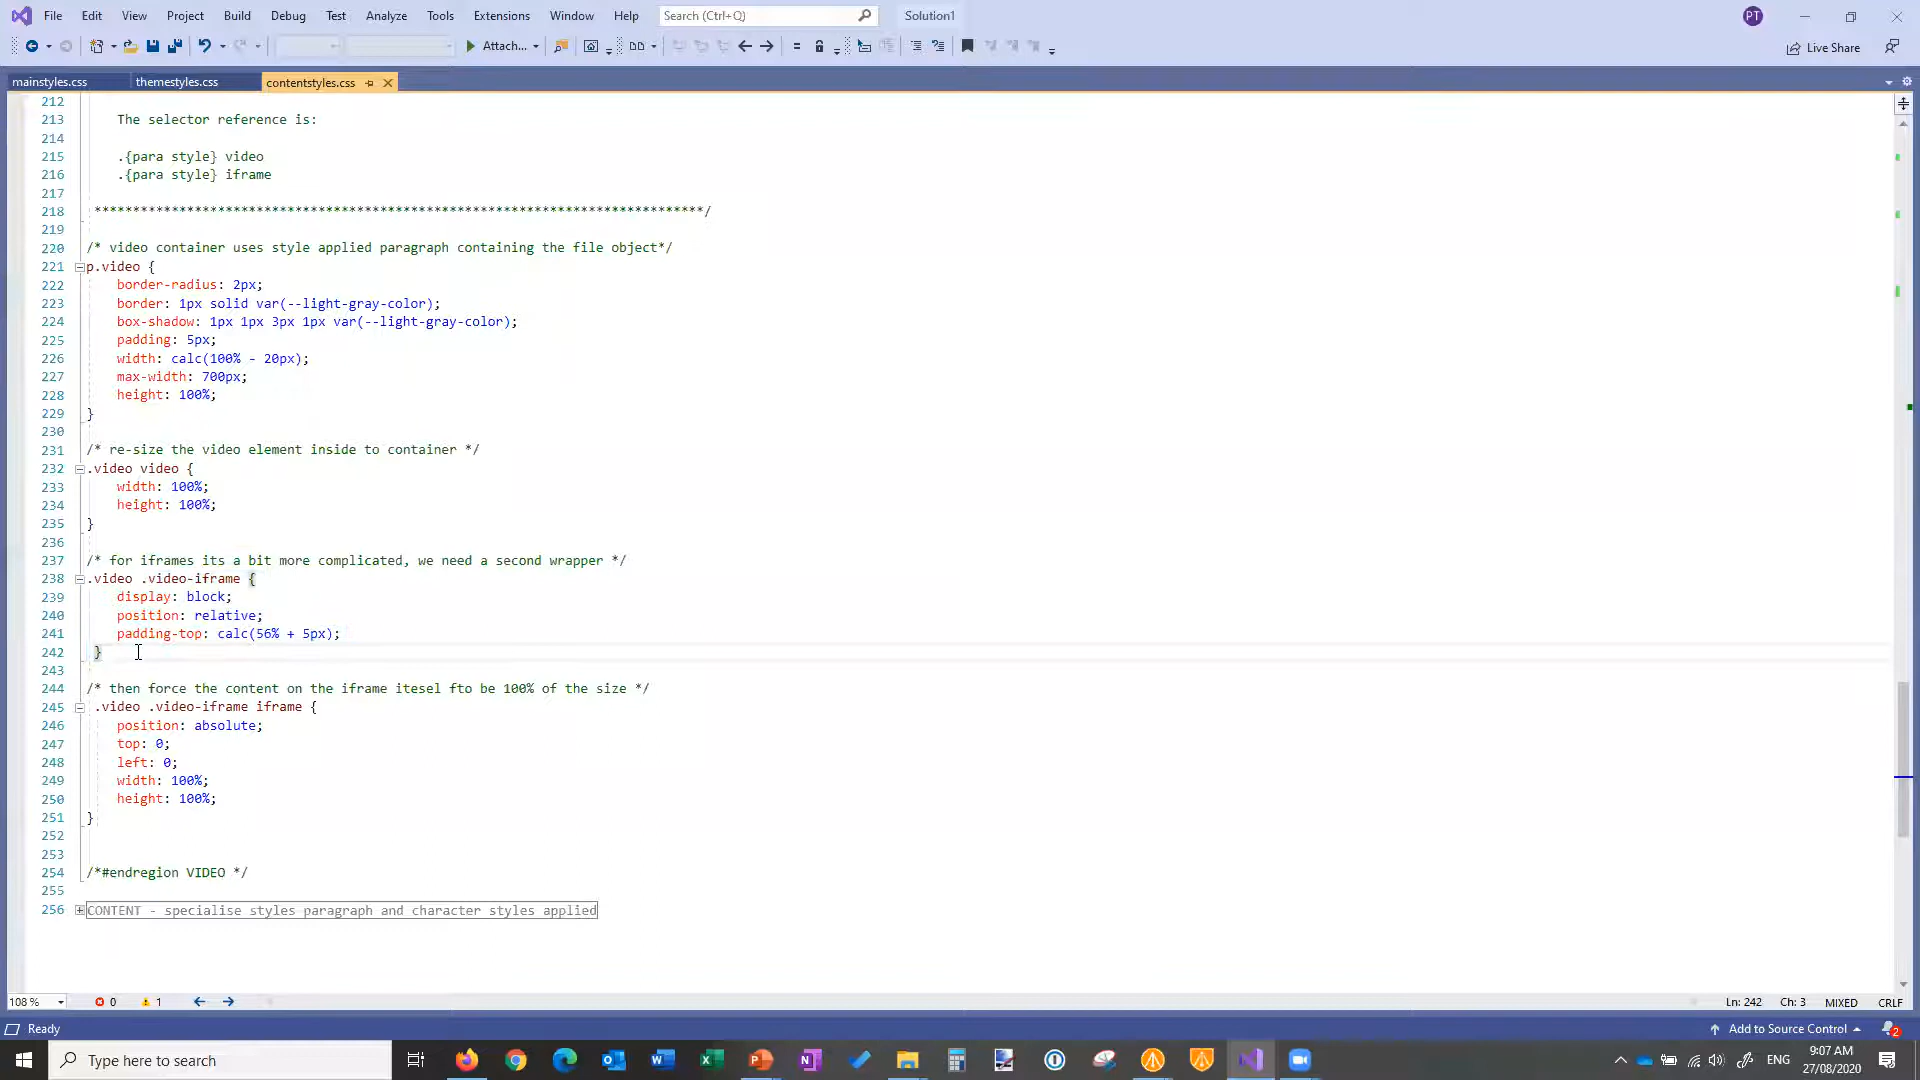 File Edit View Project Build Debug Test Analyze Tools Extensions Window Help Search (Ctrl+Q) Solution1 PT
Attach... Live Share
mainstyles.css themestyles.css contentstyles.css
212
213 The selector reference is:
214
215 .{para style} video
216 .{para style} iframe
217
218 *******************************************************************************/
219
220 /* video container uses style applied paragraph containing the file object*/
221 p.video {
222 border-radius: 2px;
223 border: 1px solid var(--light-gray-color);
224 box-shadow: 1px 1px 3px 1px var(--light-gray-color);
225 padding: 5px;
226 width: calc(100% - 20px);
227 max-width: 700px;
228 height: 100%;
229 }
230
231 /* re-size the video element inside to container */
232 .video video {
233 width: 100%;
234 height: 100%;
235 }
236
237 /* for iframes its a bit more complicated, we need a second wrapper */
238 .video .video-iframe {
239 display: block;
240 position: relative;
241 padding-top: calc(56% + 5px);
242 }
243
244 /* then force the content on the iframe itesel fto be 100% of the size */
245 .video .video-iframe iframe {
246 position: absolute;
247 top: 0;
248 left: 0;
249 width: 100%;
250 height: 100%;
251 }
252
253
254 /*#endregion VIDEO */
255
256 CONTENT - specialise styles paragraph and character styles applied
108 % 0 1 Ln: 242 Ch: 3 MIXED CRLF
Ready Add to Source Control 2
Type here to search ENG 9:07 AM
27/08/2020